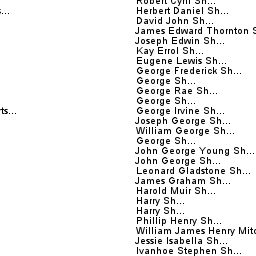 Robert Cyril Sh...
s... Herbert Daniel Sh...
David John Sh...
James Edward Thornton S
Joseph Edwin Sh...
Kay Errol Sh...
Eugene Lewis Sh...
George Frederick Sh...
George Sh...
George Rae Sh...
George Sh...
rts... George Irvine Sh...
Joseph George Sh...
William George Sh...
George Sh...
John George Young Sh...
John George Sh...
Leonard Gladstone Sh...
James Graham Sh...
Harold Muir Sh...
Harry Sh...
Harry Sh...
Phillip Henry Sh...
William James Henry Mitc
Jessie Isabella Sh...
Ivanhoe Stephen Sh...